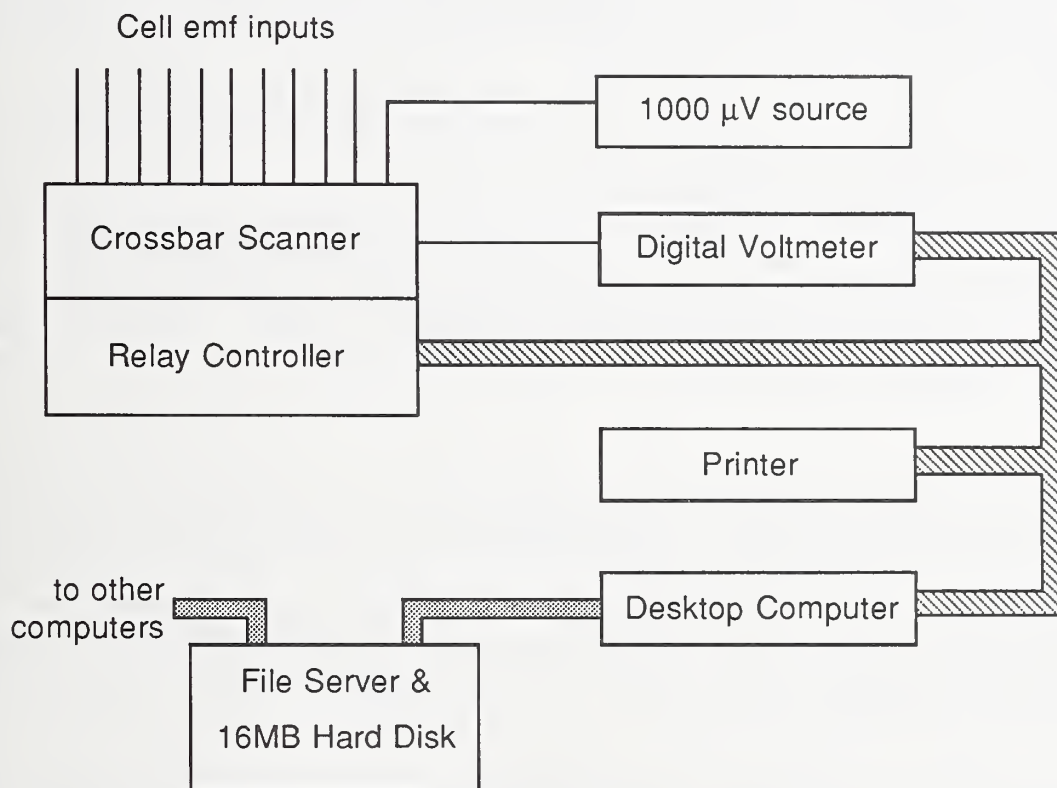 Cell emf inputs
1000 µV source
Crossbar Scanner
Digital Voltmeter
Relay Controller
Printer
to other
computers
Desktop Computer
File Server &
16MB Hard Disk